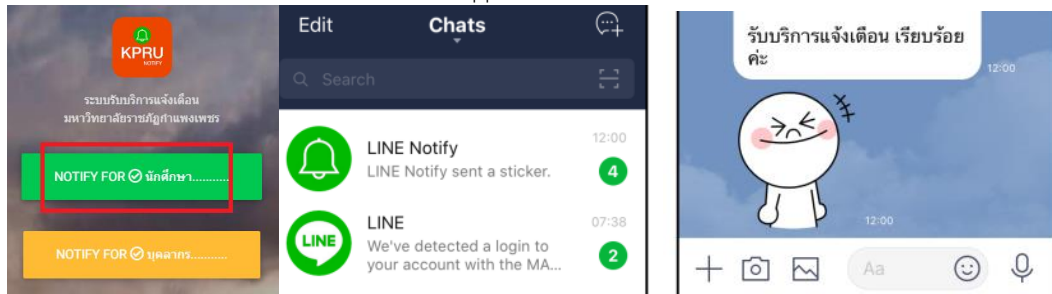 KPRU
NOTIFY
ระบบรับบริการแจ้งเตือน
มหาวิทยาลัยราชภัฏกำแพงเพชร
NOTIFY FOR นักศึกษา...........
NOTIFY FOR บุคลากร...........
Edit
Chats
Search
LINE Notify
12:00
LINE Notify sent a sticker.
4
LINE
LINE
07:38
We've detected a login to
your account with the MA...
2
รับบริการแจ้งเตือน เรียบร้อย
ค่ะ
12:00
12:00
Aa